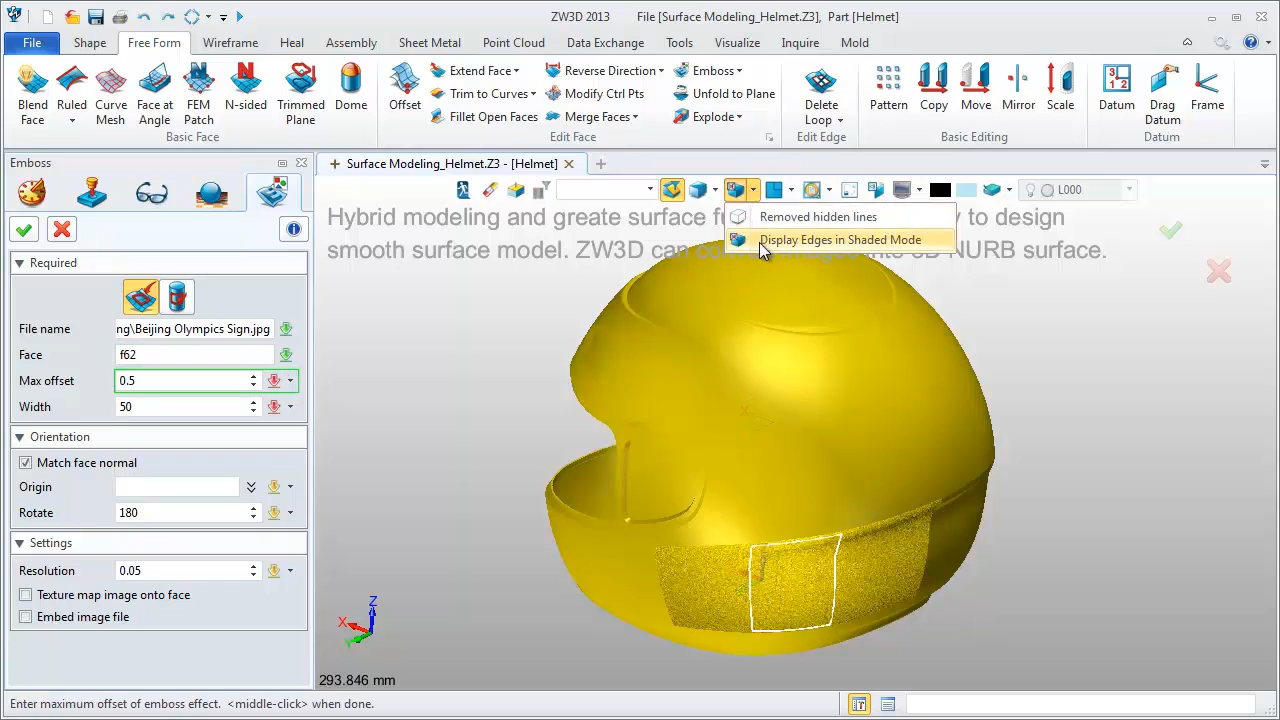 ZW3D 2013 File [Surface Modeling_Helmet.Z3], Part [Helmet]
File Shape Free Form Wireframe Heal Assembly Sheet Metal Point Cloud Data Exchange Tools Visualize Inquire Mold
Blend Face Ruled Curve Mesh Face at Angle FEM Patch N-sided Trimmed Plane Dome
Basic Face
Offset
Extend Face Reverse Direction Emboss
Trim to Curves Modify Ctrl Pts Unfold to Plane
Fillet Open Faces Merge Faces Explode
Edit Face
Delete Loop
Edit Edge
Pattern Copy Move Mirror Scale
Basic Editing
Datum Drag Datum Frame
Datum
Emboss
Surface Modeling_Helmet.Z3 - [Helmet]
L000
Required
File name ng\Beijing Olympics Sign.jpg
Face f62
Max offset 0.5
Width 50
Orientation
Match face normal
Origin
Rotate 180
Settings
Resolution 0.05
Texture map image onto face
Embed image file
Removed hidden lines
Display Edges in Shaded Mode
Hybrid modeling and greate surface fu y to design
smooth surface model. ZW3D can conv 3D NURB surface.
Z
X
Y
293.846 mm
Enter maximum offset of emboss effect. <middle-click> when done.